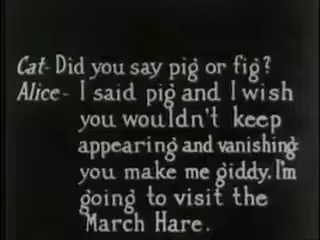 Cat- Did you say pig or fig?
Alice- I said pig and I wish
you wouldn't keep
appearing and vanishing
you make me giddy. I'm
going to visit the
March Hare.